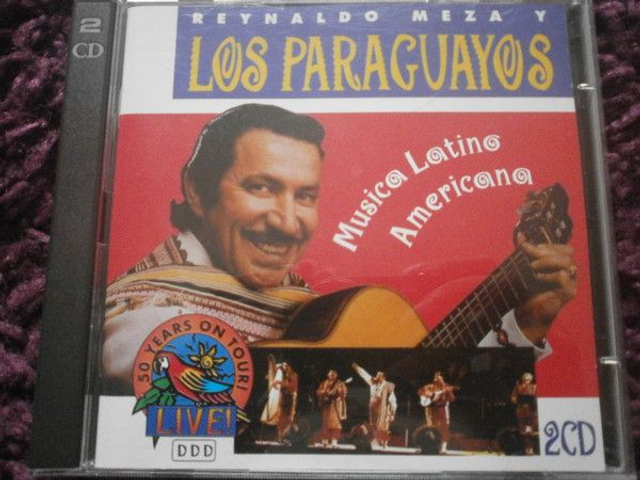 2
CD
REYNALDO MEZA Y
LOS PARAGUAYOS
Musica Latino
Americana
50 YEARS ON TOUR!
LIVE!
DDD
2CD